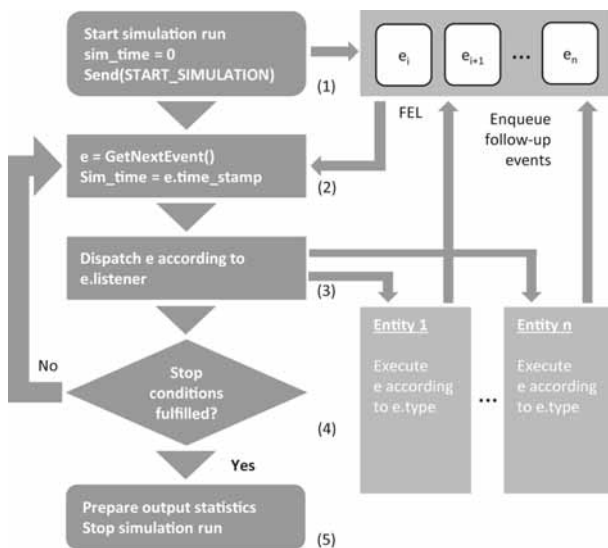 Start simulation run
sim_time = 0
Send(START_SIMULATION)
(1)
e i
e i+1
...
e n
FEL
Enqueue
follow-up
events
e = GetNextEvent()
Sim_time = e.time_stamp
(2)
Dispatch e according to
e.listener
(3)
Entity 1
Execute
e according
to e.type
...
Entity n
Execute
e according
to e.type
No
Stop
conditions
fulfilled?
(4)
Yes
Prepare output statistics
Stop simulation run
(5)